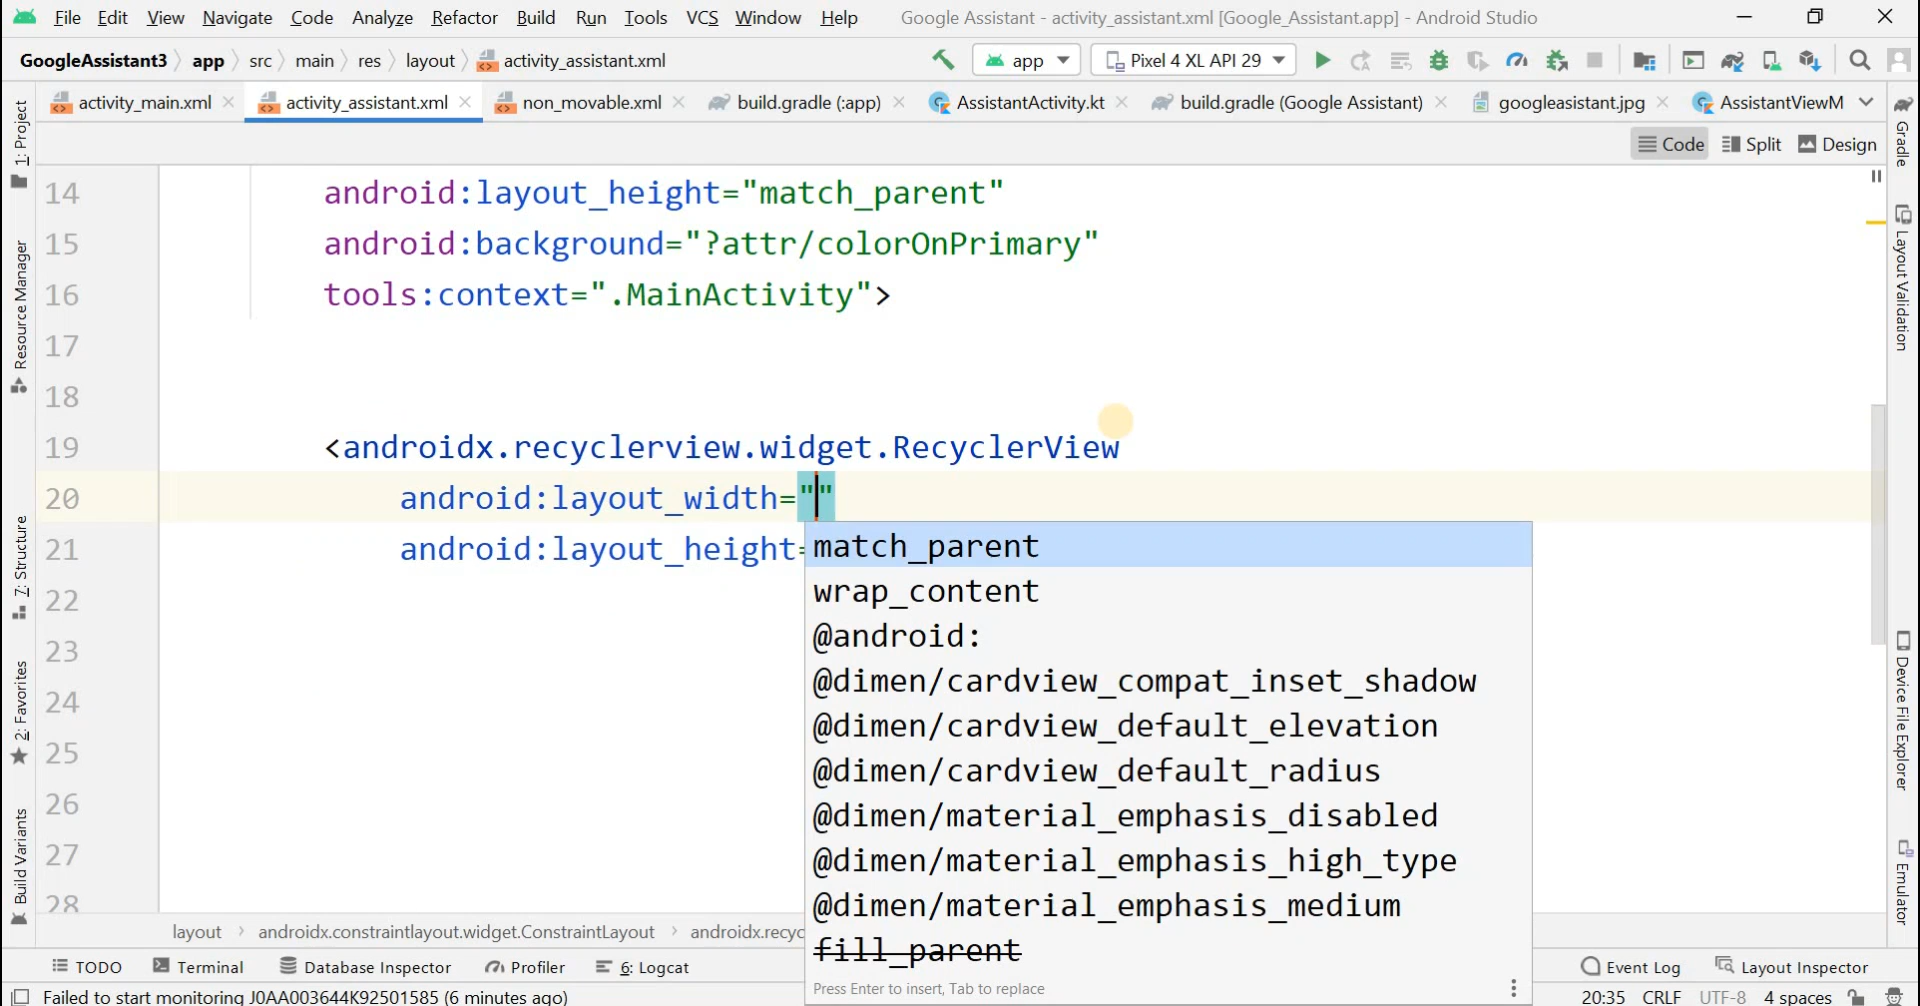 File Edit View Navigate Code Analyze Refactor Build Run Tools VCS Window Help Google Assistant - activity_assistant.xml [Google_Assistant.app] - Android Studio
GoogleAssistant3 app src main res layout activity_assistant.xml app Pixel 4 XL API 29
activity_main.xml activity_assistant.xml non_movable.xml build.gradle (:app) AssistantActivity.kt build.gradle (Google Assistant) googleasistant.jpg AssistantViewM
Code Split Design
1: Project
Resource Manager
7: Structure
2: Favorites
Build Variants
14 android:layout_height="match_parent"
15 android:background="?attr/colorOnPrimary"
16 tools:context=".MainActivity">
17
18
19 <androidx.recyclerview.widget.RecyclerView
20 android:layout_width=""
21 android:layout_height=
22
23
24
25
26
27
28
match_parent
wrap_content
@android:
@dimen/cardview_compat_inset_shadow
@dimen/cardview_default_elevation
@dimen/cardview_default_radius
@dimen/material_emphasis_disabled
@dimen/material_emphasis_high_type
@dimen/material_emphasis_medium
fill_parent
Press Enter to insert, Tab to replace
Gradle
Layout Validation
Device File Explorer
Emulator
layout androidx.constraintlayout.widget.ConstraintLayout androidx.recyc
TODO Terminal Database Inspector Profiler 6: Logcat Event Log Layout Inspector
Failed to start monitoring J0AA003644K92501585 (6 minutes ago) 20:35 CRLF UTF-8 4 spaces